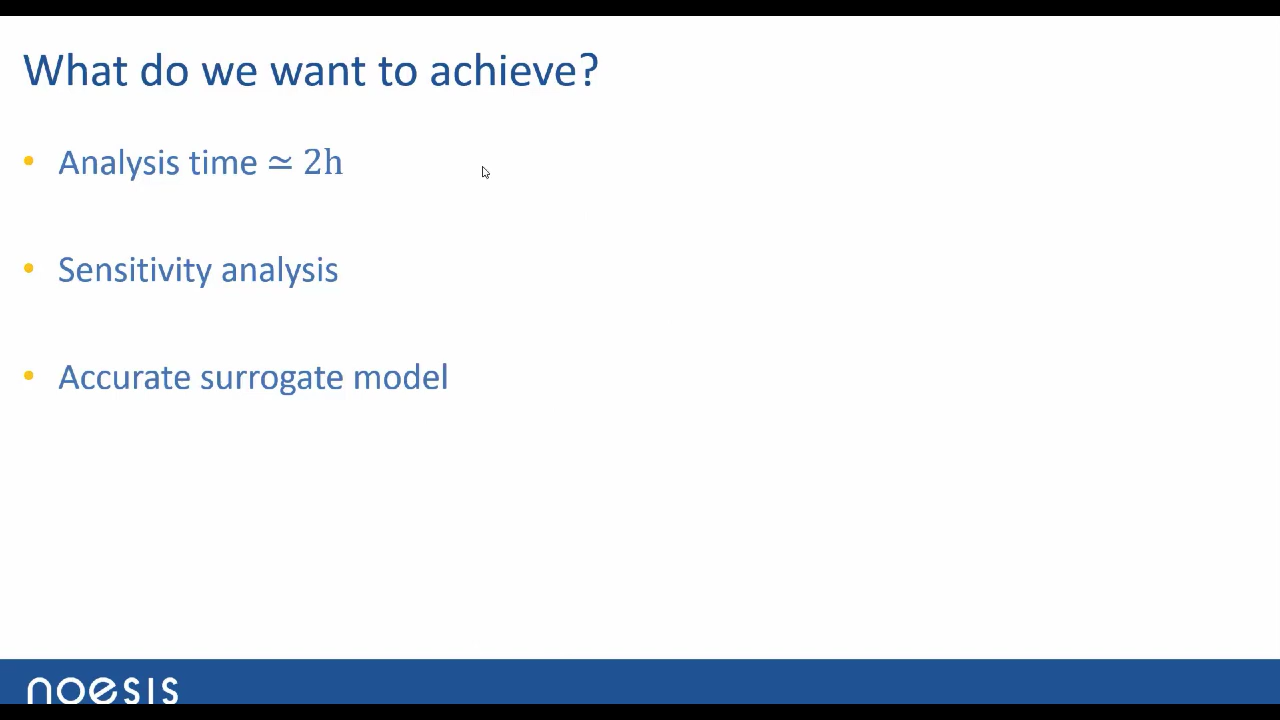 What do we want to achieve?
• Analysis time ≃ 2h
• Sensitivity analysis
• Accurate surrogate model
noesis